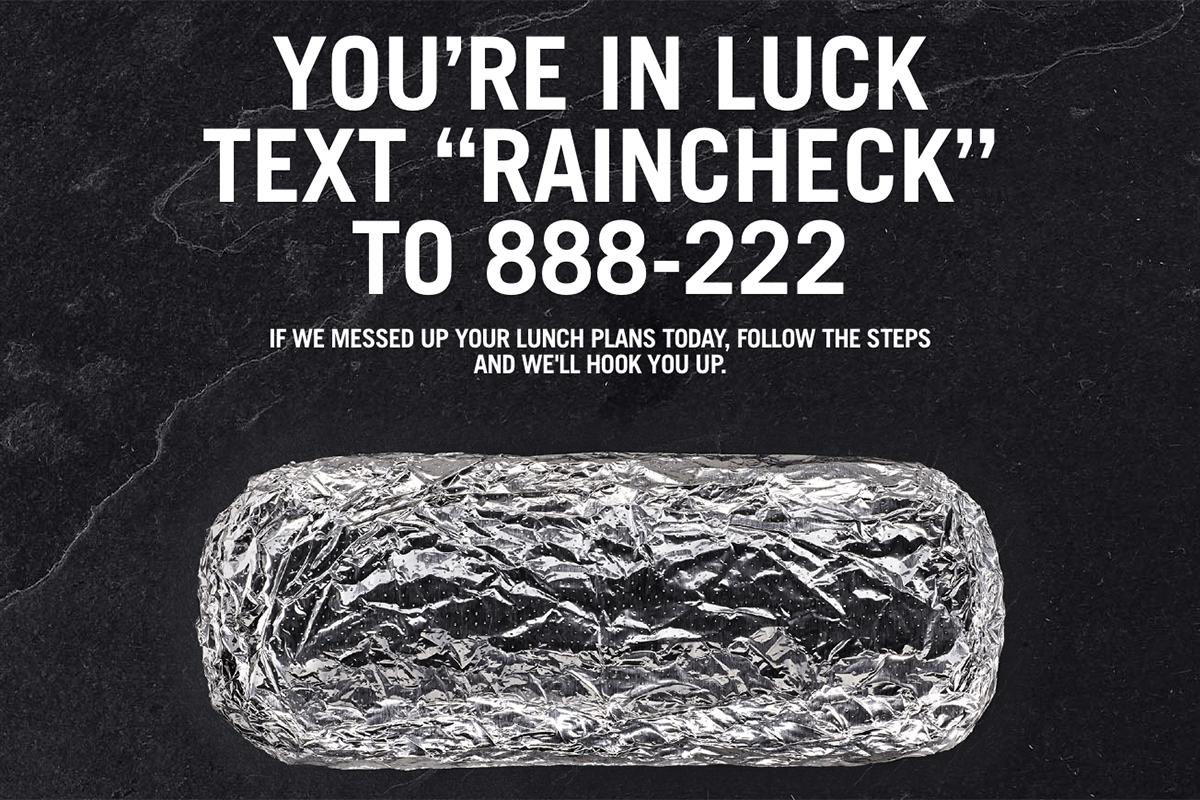 YOU’RE IN LUCK
TEXT “RAINCHECK”
TO 888-222
IF WE MESSED UP YOUR LUNCH PLANS TODAY, FOLLOW THE STEPS
AND WE'LL HOOK YOU UP.